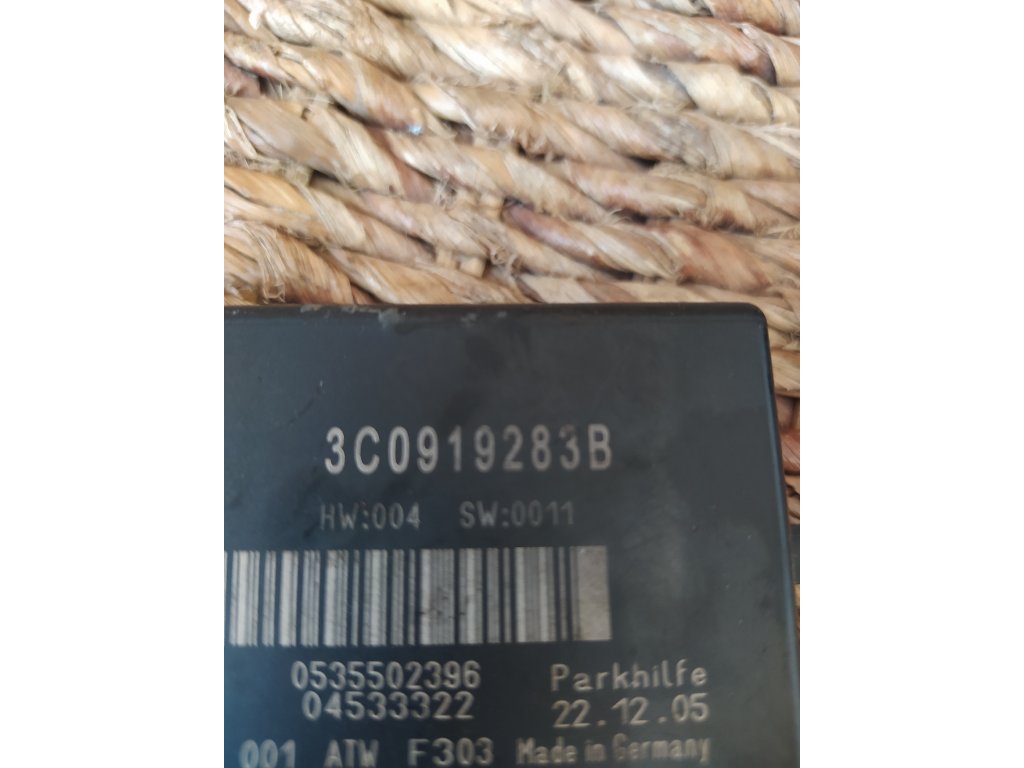 3C0919283B
HW:004 SW:0011
0535502396 Parkhilfe
04533322 22.12.05
001 ATW F303 Made in Germany